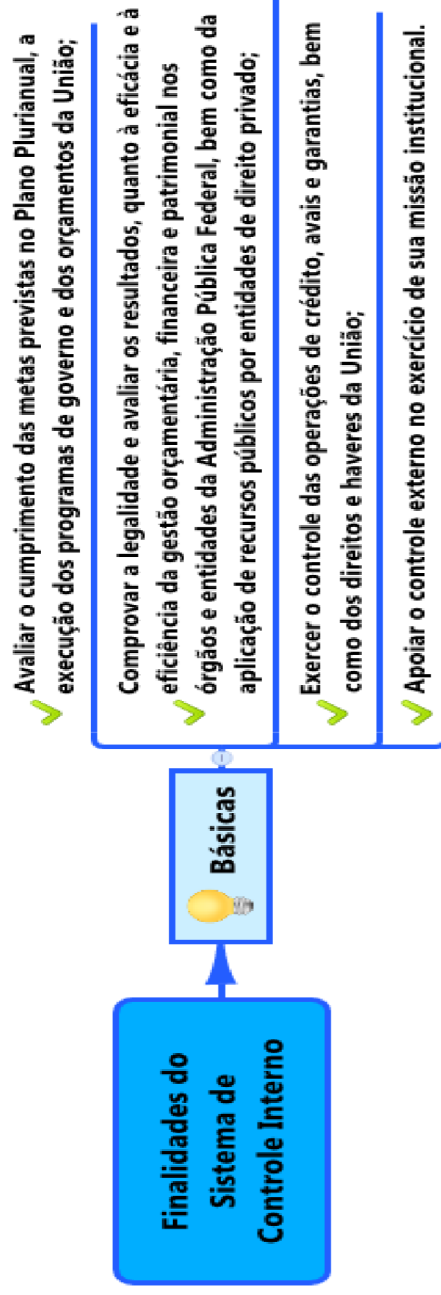 Finalidades do
Sistema de
Controle Interno
Básicas
Avaliar o cumprimento das metas previstas no Plano Plurianual, a
execução dos programas de governo e dos orçamentos da União;
Comprovar a legalidade e avaliar os resultados, quanto à eficácia e à
eficiência da gestão orçamentária, financeira e patrimonial nos
órgãos e entidades da Administração Pública Federal, bem como da
aplicação de recursos públicos por entidades de direito privado;
Exercer o controle das operações de crédito, avais e garantias, bem
como dos direitos e haveres da União;
Apoiar o controle externo no exercício de sua missão institucional.